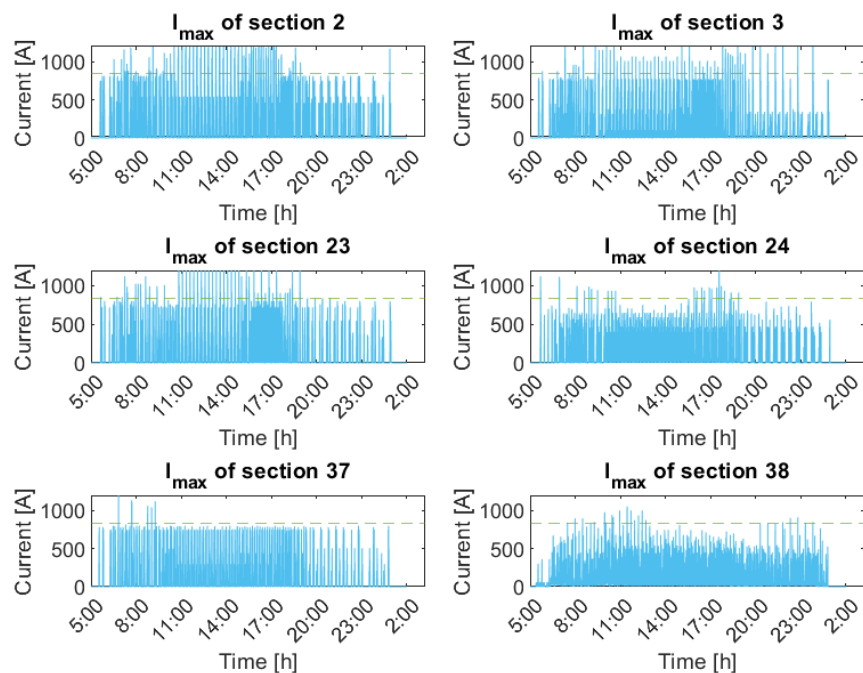 I_max of section 2
Current [A]
1000
500
0
5:00 8:00 11:00 14:00 17:00 20:00 23:00 2:00
Time [h]
I_max of section 3
Current [A]
1000
500
0
5:00 8:00 11:00 14:00 17:00 20:00 23:00 2:00
Time [h]
I_max of section 23
Current [A]
1000
500
0
5:00 8:00 11:00 14:00 17:00 20:00 23:00 2:00
Time [h]
I_max of section 24
Current [A]
1000
500
0
5:00 8:00 11:00 14:00 17:00 20:00 23:00 2:00
Time [h]
I_max of section 37
Current [A]
1000
500
0
5:00 8:00 11:00 14:00 17:00 20:00 23:00 2:00
Time [h]
I_max of section 38
Current [A]
1000
500
0
5:00 8:00 11:00 14:00 17:00 20:00 23:00 2:00
Time [h]